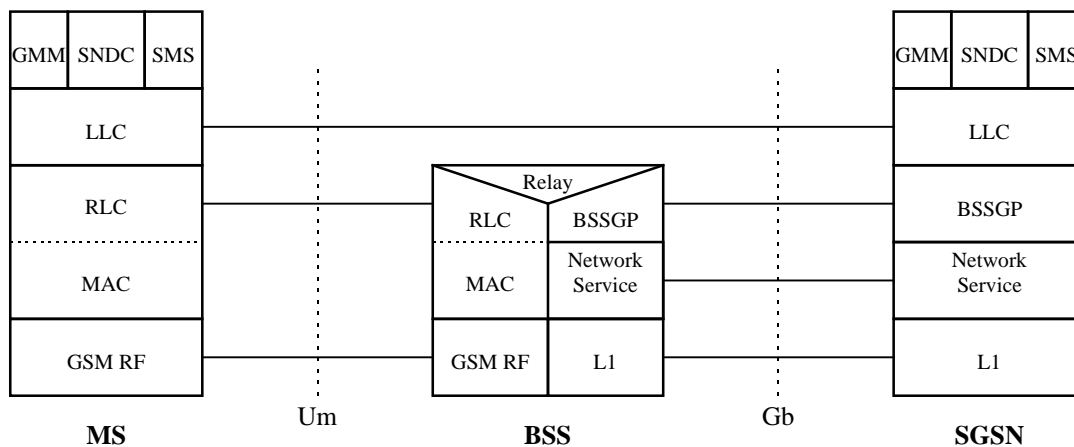 GMM SNDC SMS
GMM SNDC SMS
LLC
LLC
Relay
RLC
RLC
BSSGP
BSSGP
MAC
MAC
Network
Service
Network
Service
GSM RF
GSM RF
L1
L1
Um
Gb
MS
BSS
SGSN